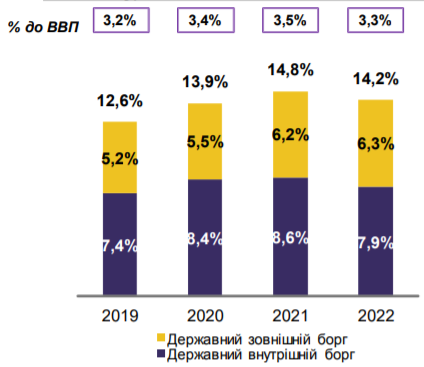 % до ВВП 3,2% 3,4% 3,5% 3,3%
12,6% 13,9% 14,8% 14,2%
5,2% 5,5% 6,2% 6,3%
7,4% 8,4% 8,6% 7,9%
2019 2020 2021 2022
Державний зовнішній борг
Державний внутрішній борг